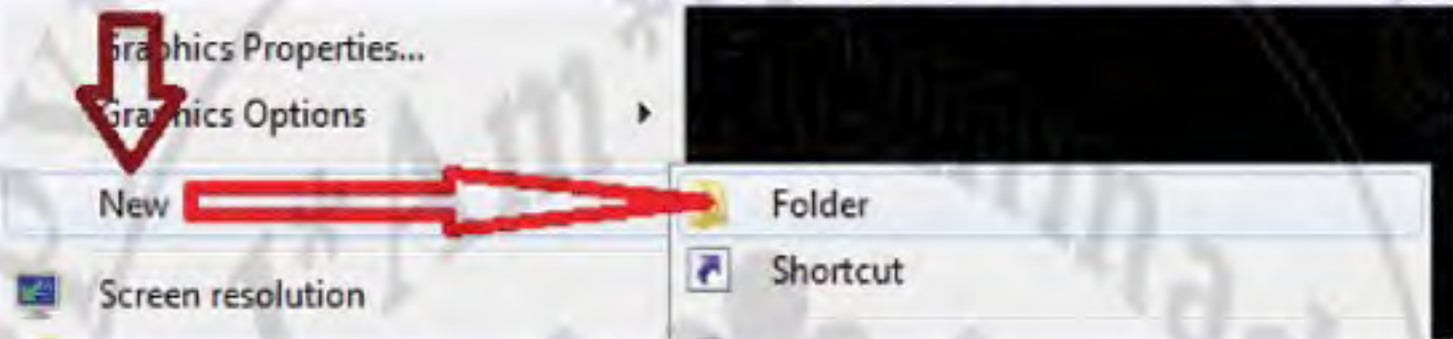 Graphics Properties...
Graphics Options
New
Folder
Shortcut
Screen resolution